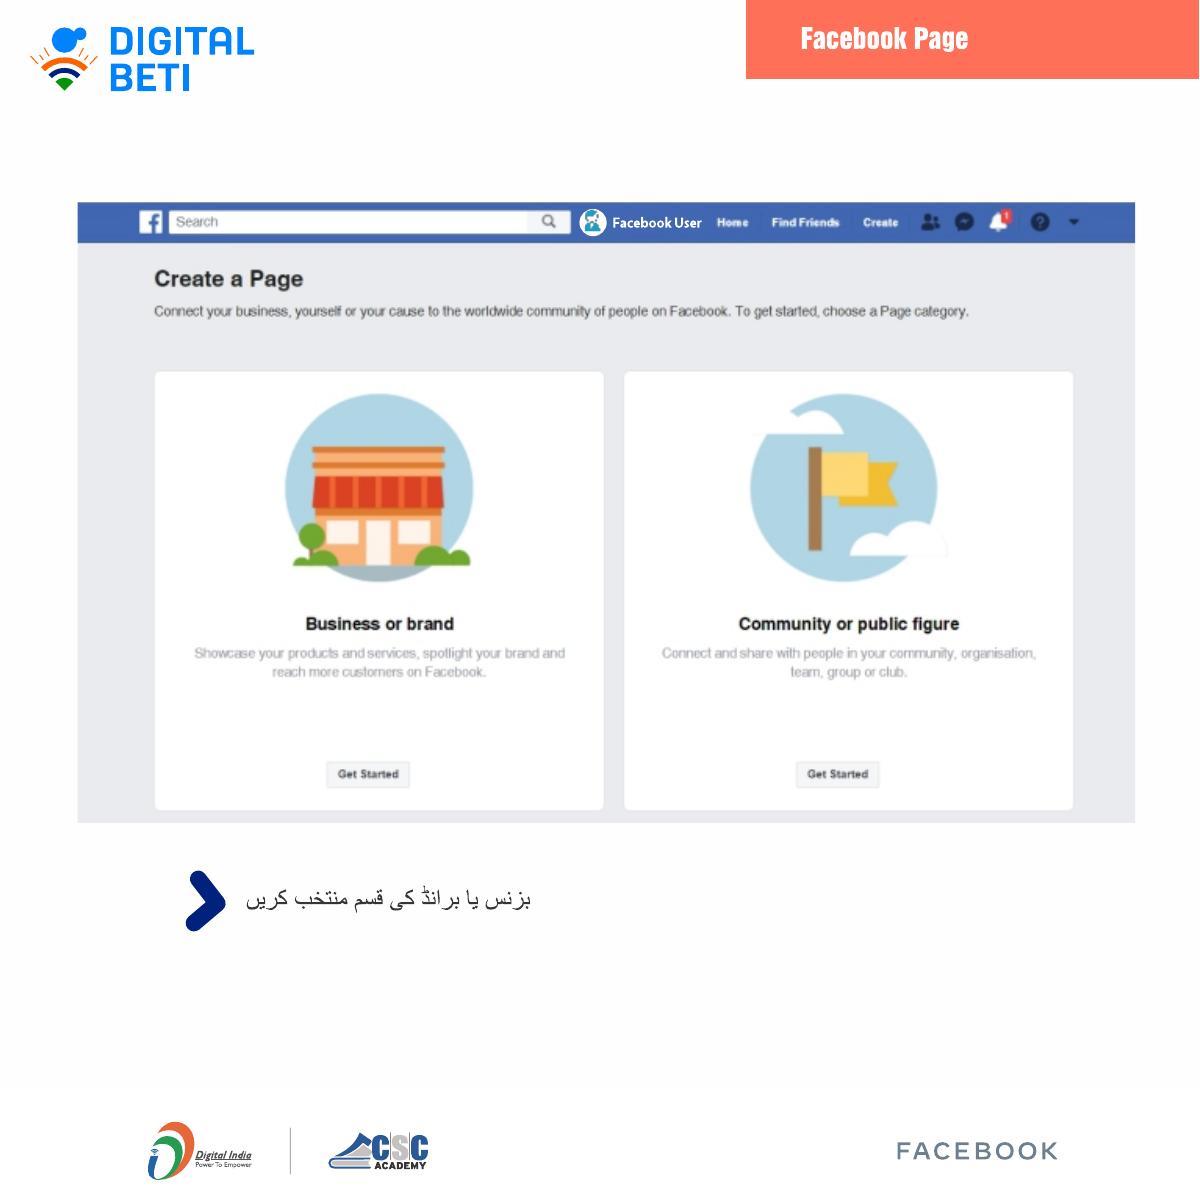 DIGITAL
BETI
Facebook Page
Search
Facebook User
Home
Find Friends
Create
1
Create a Page
Connect your business, yourself or your cause to the worldwide community of people on Facebook. To get started, choose a Page category.
Business or brand
Showcase your products and services, spotlight your brand and
reach more customers on Facebook.
Get Started
Community or public figure
Connect and share with people in your community, organisation,
team, group or club.
Get Started
بزنس یا برانڈ کی قسم منتخب کریں
Digital India
Power To Empower
CSC
ACADEMY
FACEBOOK